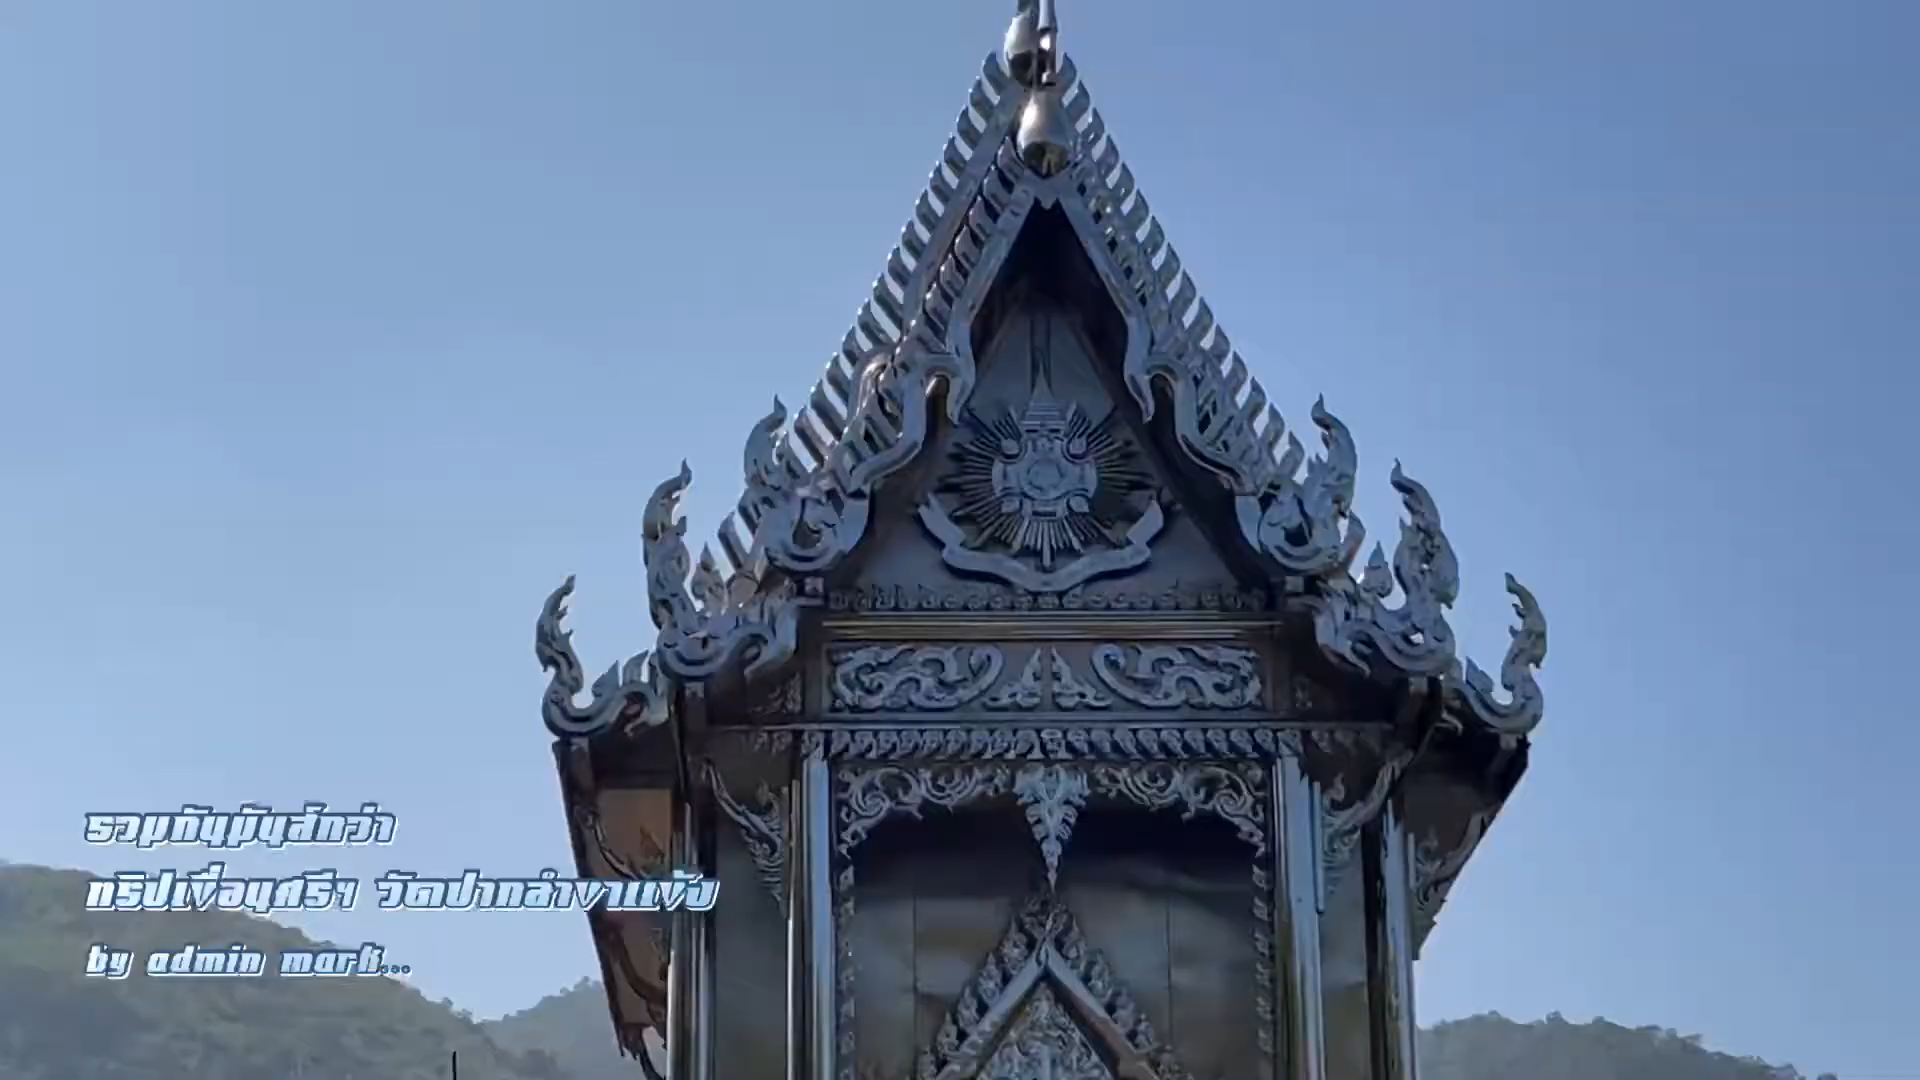 รวมกันมันส์กว่า
ทริปเขื่อนศรีฯ วัดปากลำขาแข้ง
by admin mark...